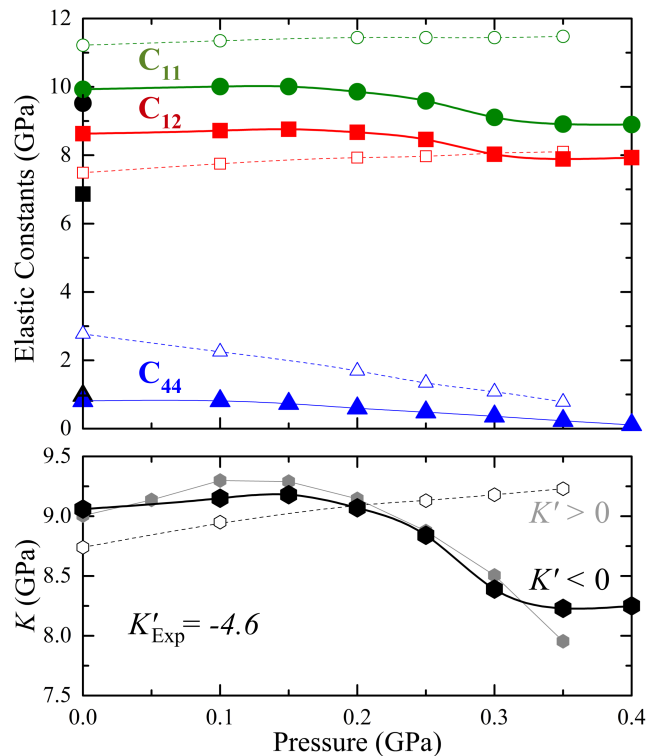 12
10
8
6
4
2
0
Elastic Constants (GPa)
C11
C12
C44
9.5
9.0
8.5
8.0
7.5
K (GPa)
K′ > 0
K′ < 0
K′Exp= -4.6
0.0 0.1 0.2 0.3 0.4
Pressure (GPa)